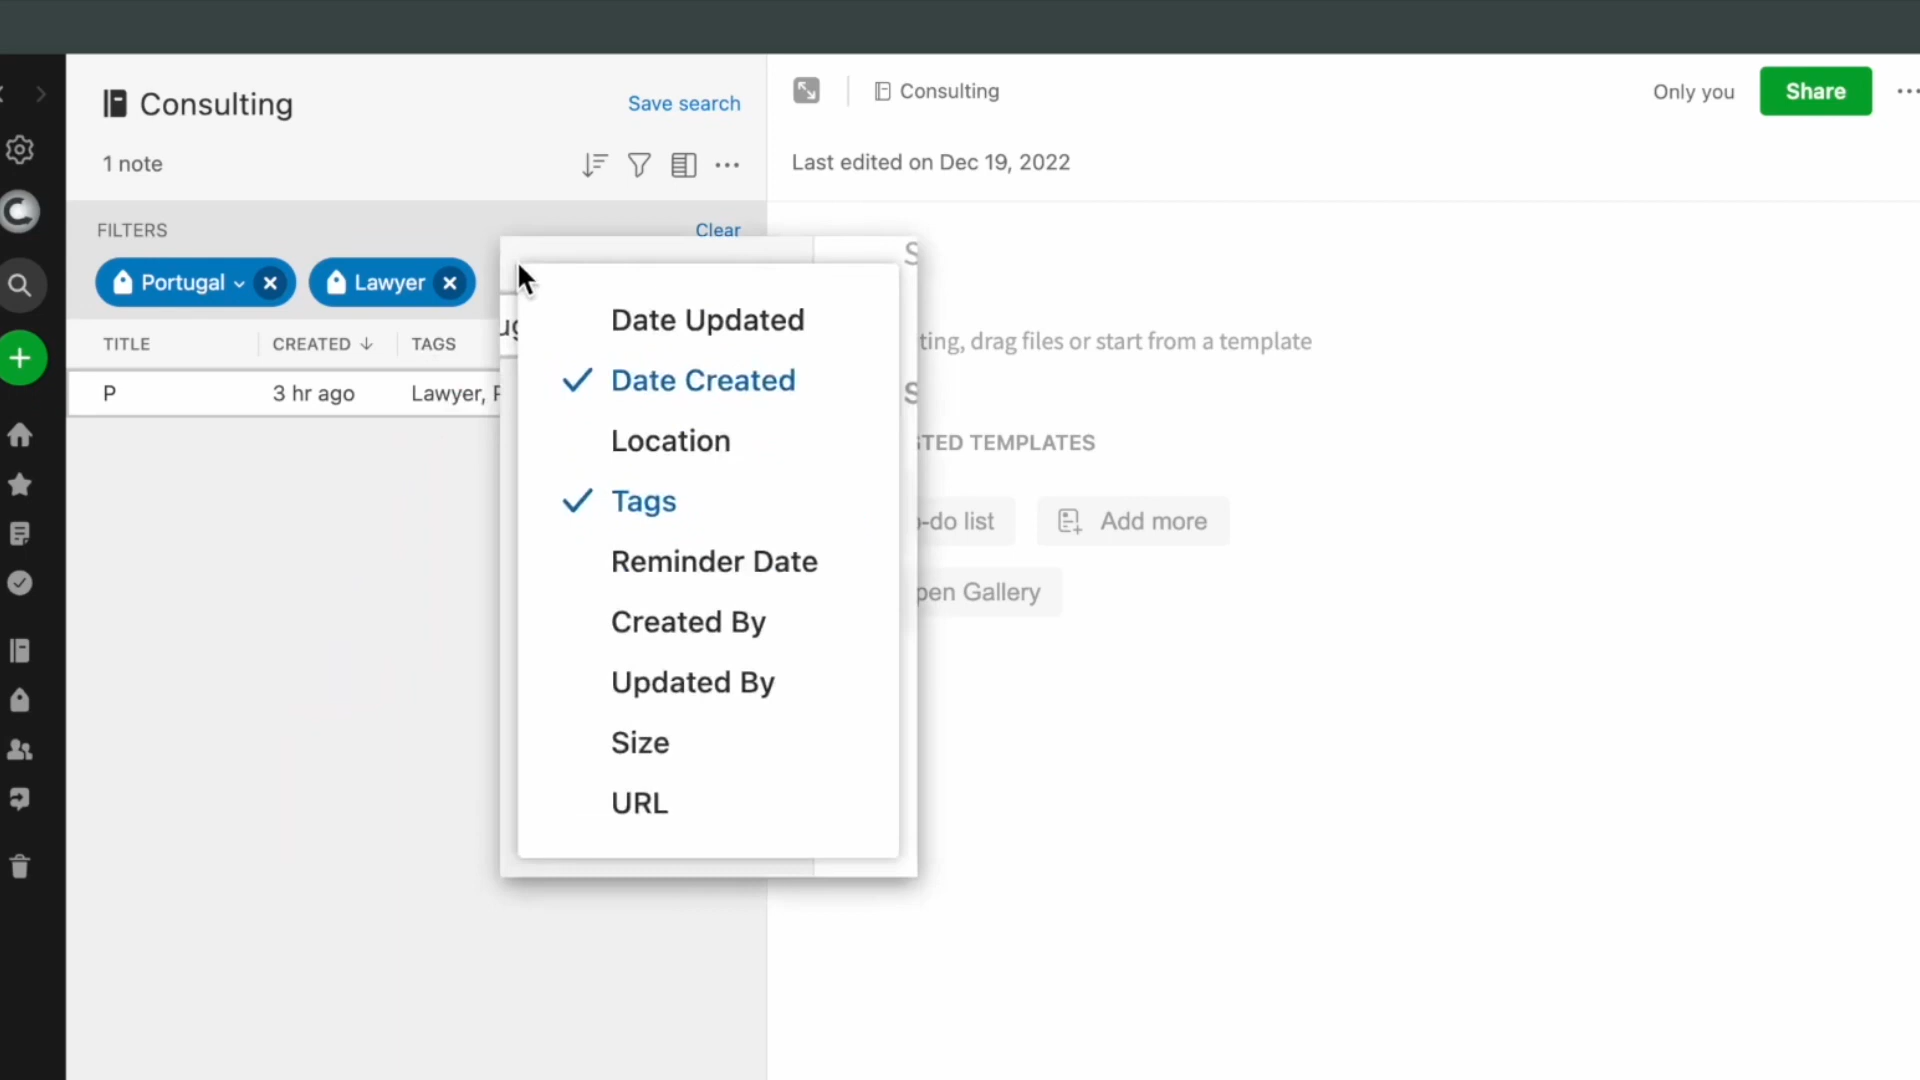 Consulting
Save search
1 note
FILTERS
Clear
Portugal
Lawyer
TITLE
CREATED
TAGS
P
3 hr ago
Lawyer,
Date Updated
Date Created
Location
Tags
Reminder Date
Created By
Updated By
Size
URL
Consulting
Only you
Share
Last edited on Dec 19, 2022
ting, drag files or start from a template
TED TEMPLATES
-do list
Add more
pen Gallery